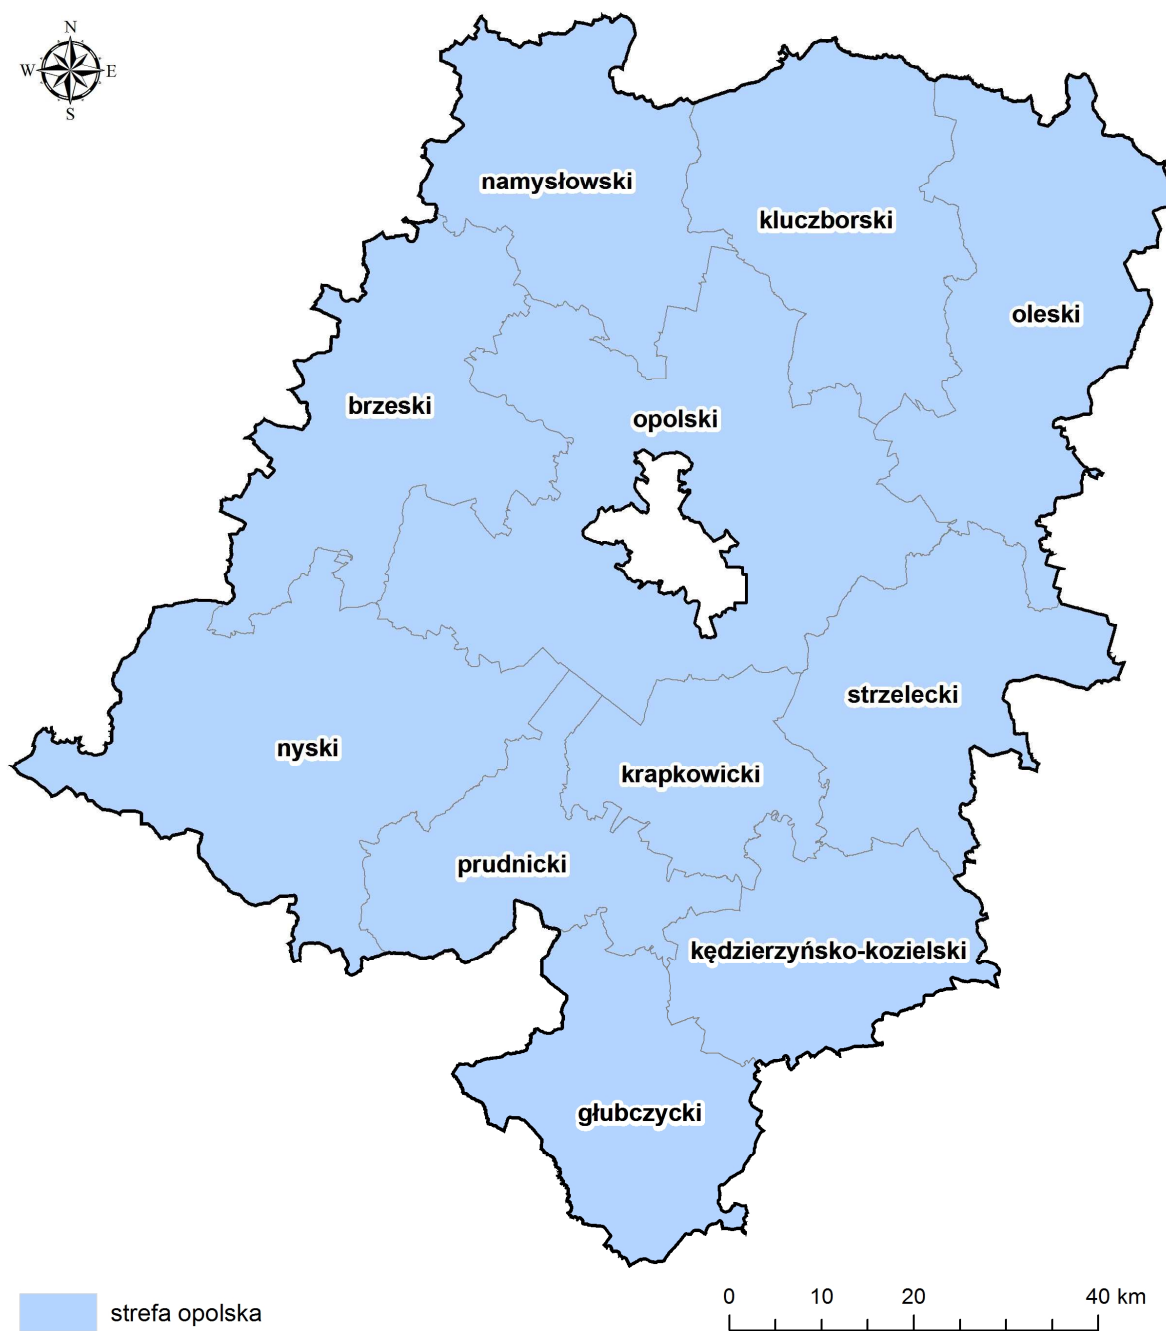 N
W E
S
namysłowski
kluczborski
oleski
brzeski
opolski
strzelecki
nyski
krapkowicki
prudnicki
kędzierzyńsko-kozielski
głubczycki
strefa opolska
0 10 20 40 km